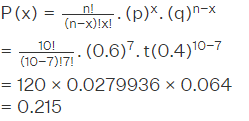 P(x) = n!/(n−x)!x! . (p)ˣ. (q)ⁿ⁻ˣ
= 10!/(10−7)!7! . (0.6)⁷. t(0.4)¹⁰⁻⁷
= 120 × 0.0279936 × 0.064
= 0.215